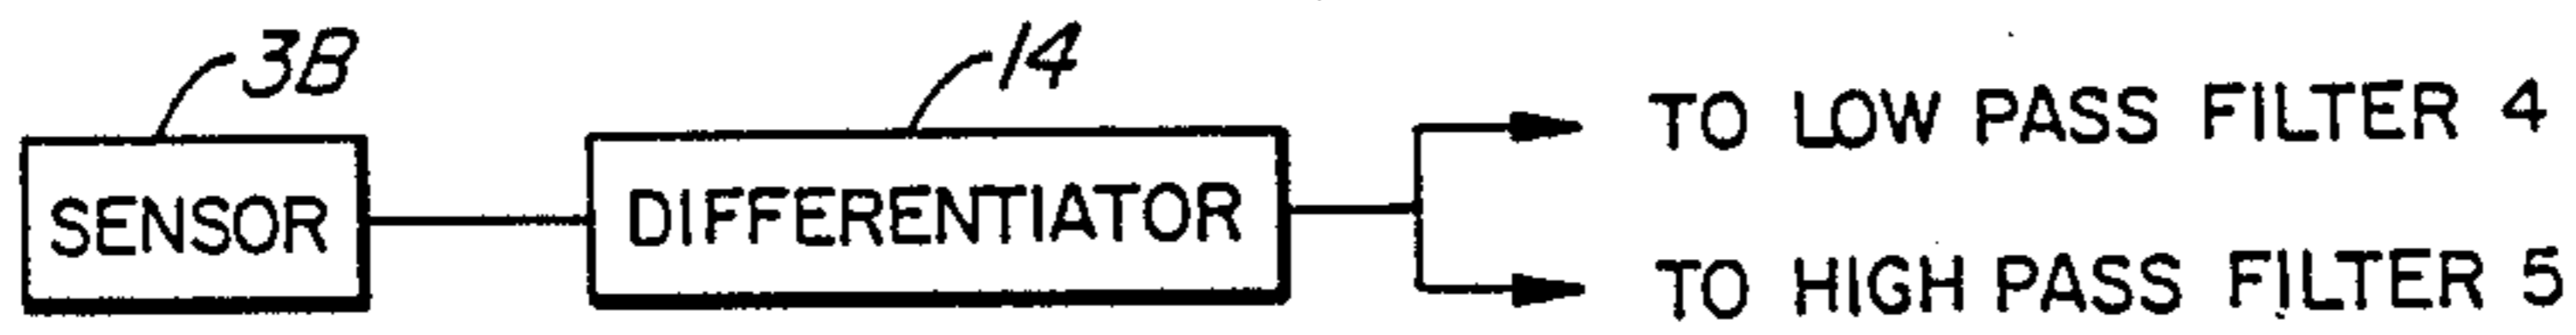 3B
14
TO LOW PASS FILTER 4
SENSOR
DIFFERENTIATOR
TO HIGH PASS FILTER 5